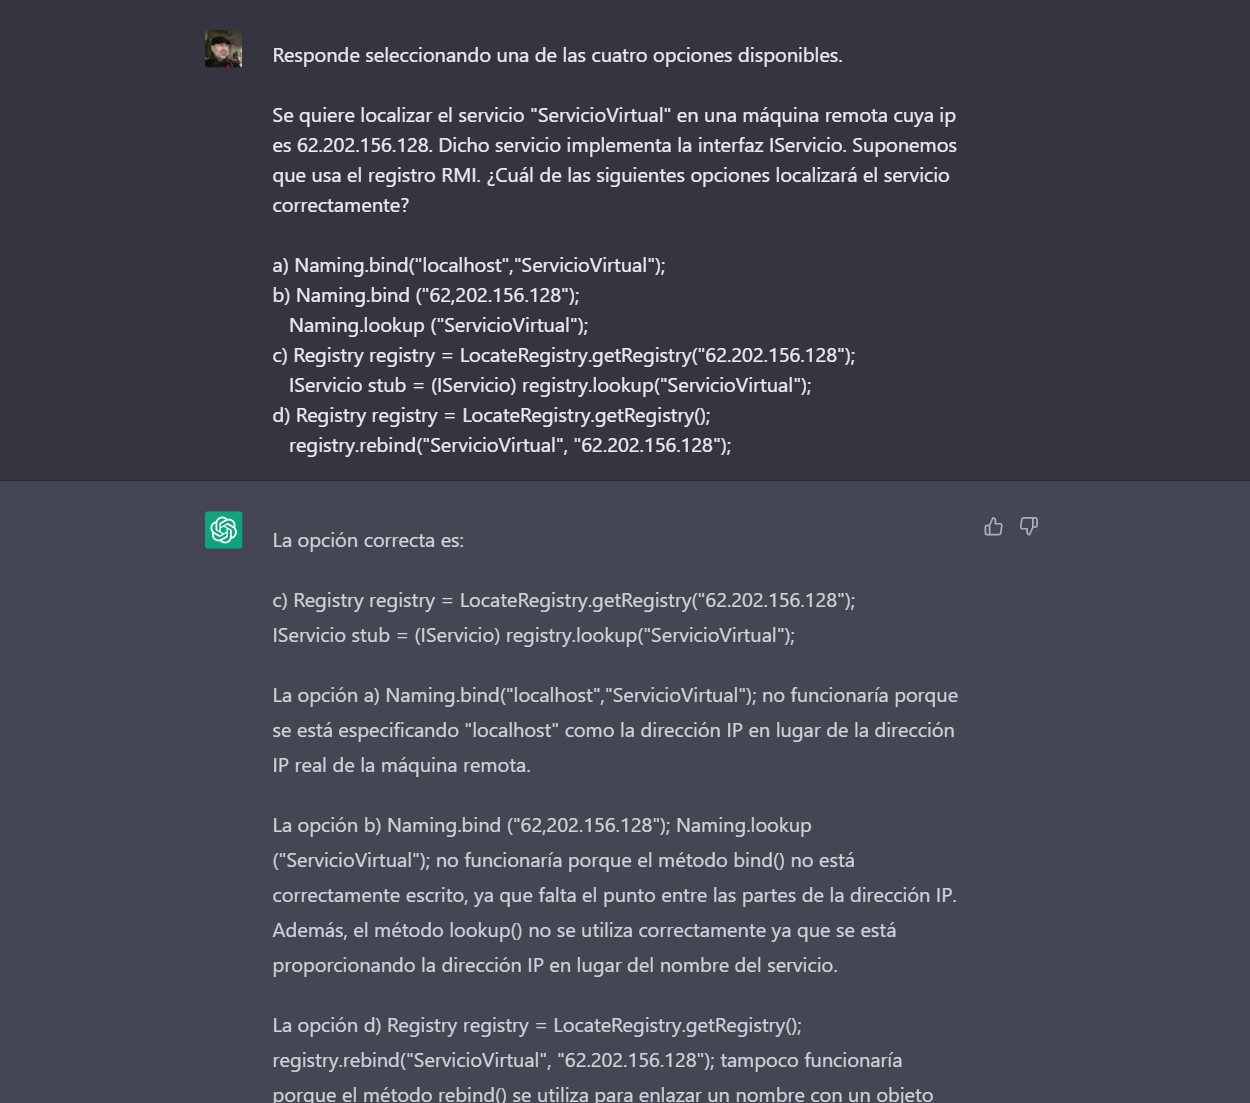 Responde seleccionando una de las cuatro opciones disponibles.
Se quiere localizar el servicio "ServicioVirtual" en una máquina remota cuya ip
es 62.202.156.128. Dicho servicio implementa la interfaz IServicio. Suponemos
que usa el registro RMI. ¿Cuál de las siguientes opciones localizará el servicio
correctamente?
a) Naming.bind("localhost","ServicioVirtual");
b) Naming.bind ("62,202.156.128");
Naming.lookup ("ServicioVirtual");
c) Registry registry = LocateRegistry.getRegistry("62.202.156.128");
IServicio stub = (IServicio) registry.lookup("ServicioVirtual");
d) Registry registry = LocateRegistry.getRegistry();
registry.rebind("ServicioVirtual", "62.202.156.128");
La opción correcta es:
c) Registry registry = LocateRegistry.getRegistry("62.202.156.128");
IServicio stub = (IServicio) registry.lookup("ServicioVirtual");
La opción a) Naming.bind("localhost","ServicioVirtual"); no funcionaría porque
se está especificando "localhost" como la dirección IP en lugar de la dirección
IP real de la máquina remota.
La opción b) Naming.bind ("62,202.156.128"); Naming.lookup
("ServicioVirtual"); no funcionaría porque el método bind() no está
correctamente escrito, ya que falta el punto entre las partes de la dirección IP.
Además, el método lookup() no se utiliza correctamente ya que se está
proporcionando la dirección IP en lugar del nombre del servicio.
La opción d) Registry registry = LocateRegistry.getRegistry();
registry.rebind("ServicioVirtual", "62.202.156.128"); tampoco funcionaría
porque el método rebind() se utiliza para enlazar un nombre con un objeto